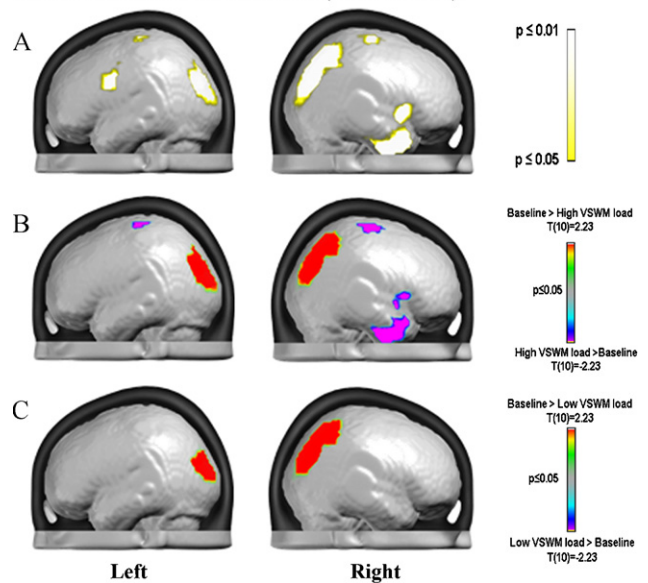 A
p ≤ 0.01
p ≤ 0.05
B
Baseline > High VSWM load
T(10)=2.23
p≤0.05
High VSWM load >Baseline
T(10)=-2.23
C
Baseline > Low VSWM load
T(10)=2.23
p≤0.05
Low VSWM load > Baseline
T(10)=-2.23
Left
Right